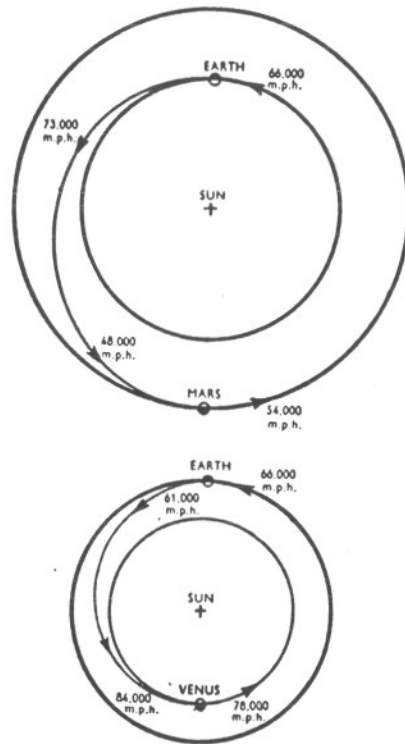 EARTH
66,000
m.p.h.
73,000
m.p.h.
SUN
48,000
m.p.h.
MARS
54,000
m.p.h.
EARTH
66,000
m.p.h.
61,000
m.p.h.
SUN
84,000
m.p.h.
VENUS
78,000
m.p.h.